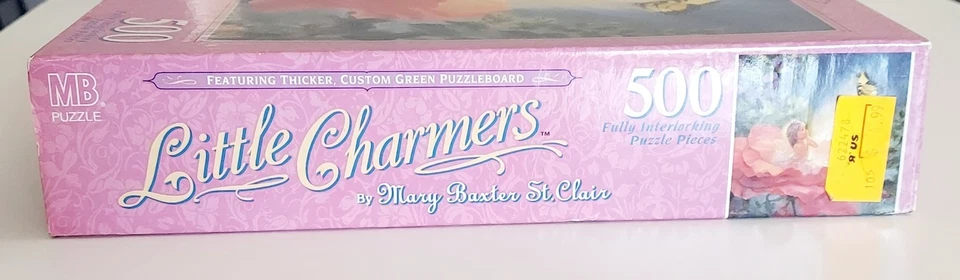 500
MB
PUZZLE
FEATURING THICKER, CUSTOM GREEN PUZZLEBOARD
Little Charmers™
By Mary Baxter St. Clair
500
Fully Interlocking
Puzzle Pieces
R US